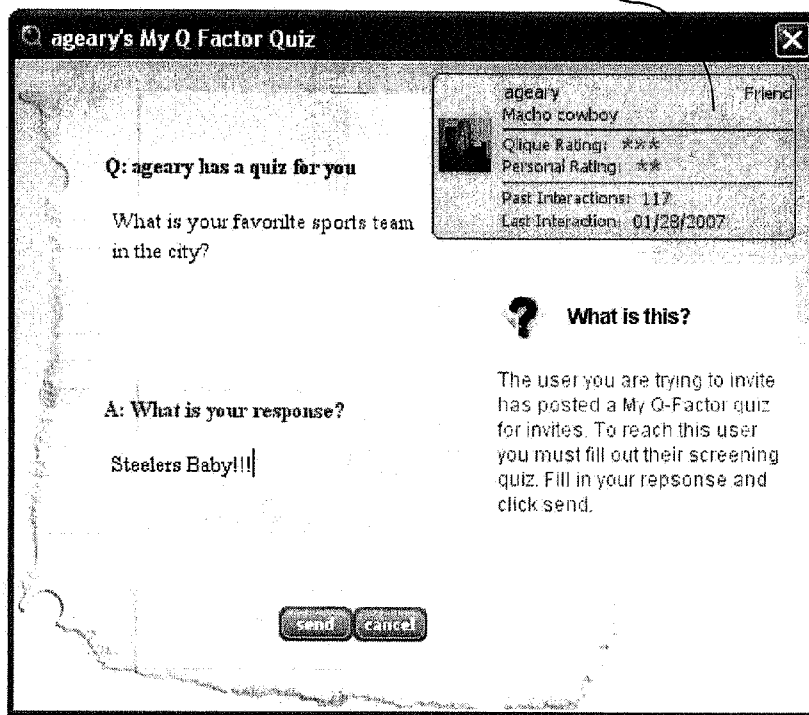 ageary's My Q Factor Quiz
ageary Friend
Macho cowboy
Qlique Rating: ***
Personal Rating: **
Past Interactions: 117
Last Interaction: 01/28/2007
Q: ageary has a quiz for you
What is your favorilte sports team
in the city?
What is this?
The user you are trying to invite
has posted a My Q-Factor quiz
for invites. To reach this user
you must fill out their screening
quiz. Fill in your repsonse and
click send.
A: What is your response?
Steelers Baby!!!
send cancel